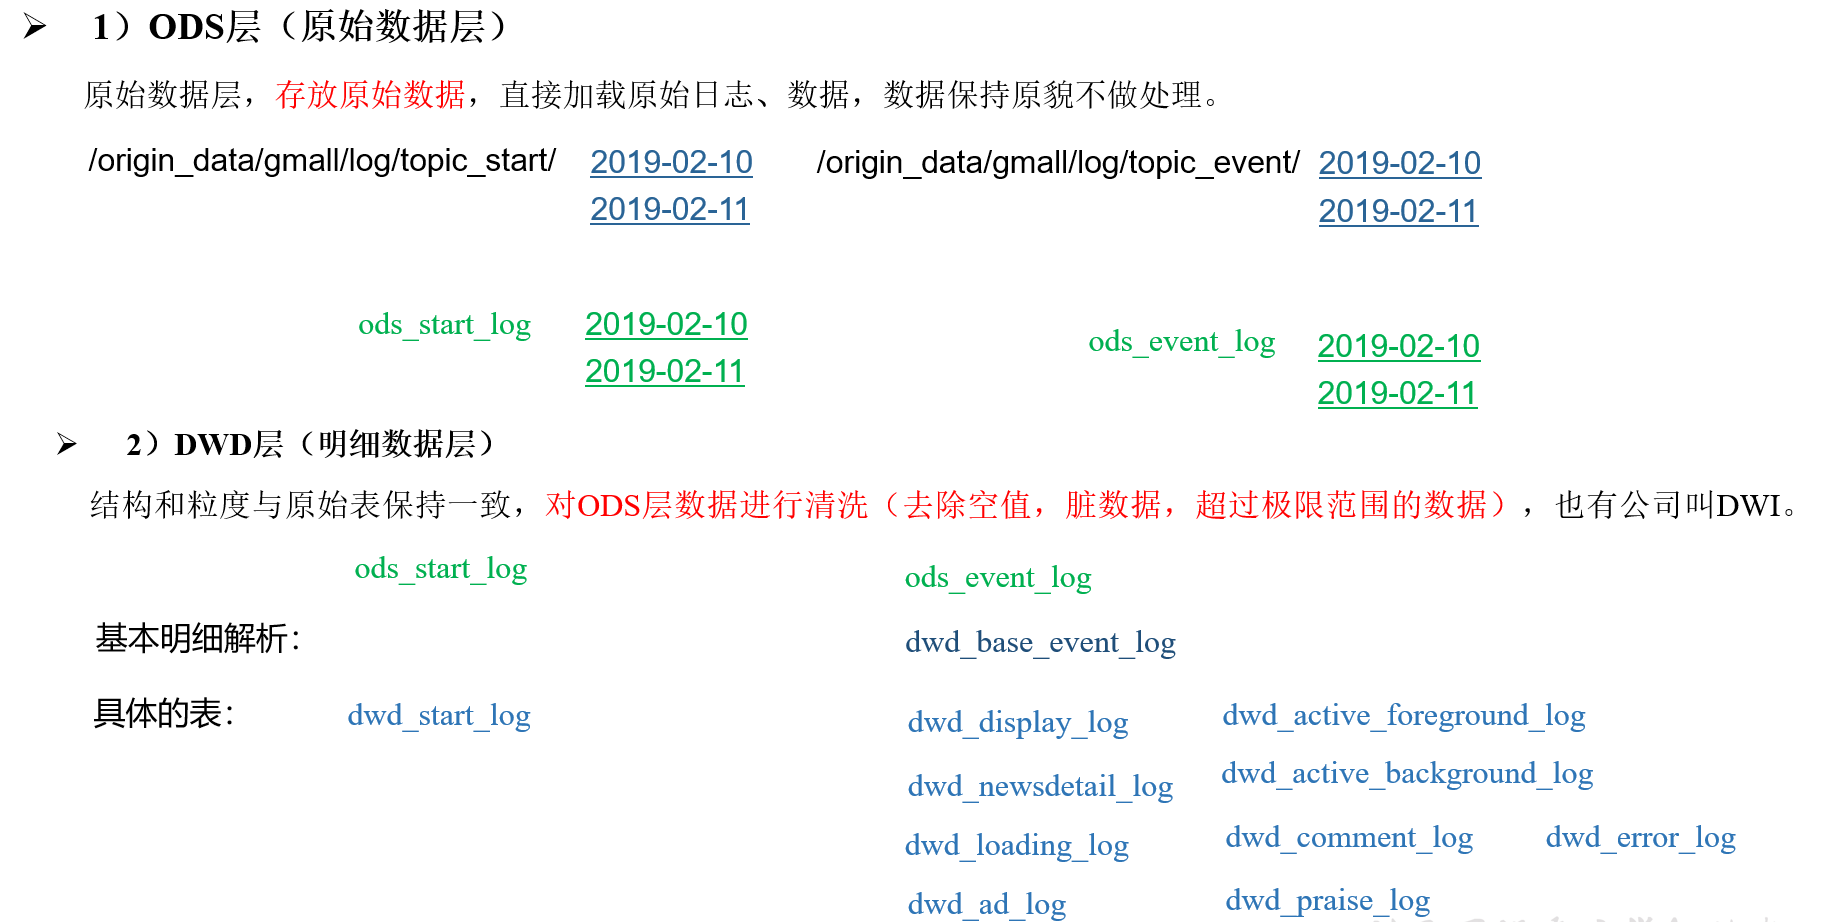 ➢ 1）ODS层（原始数据层）
原始数据层，存放原始数据，直接加载原始日志、数据，数据保持原貌不做处理。
/origin_data/gmall/log/topic_start/ 2019-02-10 /origin_data/gmall/log/topic_event/ 2019-02-10
2019-02-11 2019-02-11
ods_start_log 2019-02-10 ods_event_log 2019-02-10
2019-02-11 2019-02-11
➢ 2）DWD层（明细数据层）
结构和粒度与原始表保持一致，对ODS层数据进行清洗（去除空值，脏数据，超过极限范围的数据），也有公司叫DWI。
ods_start_log ods_event_log
基本明细解析： dwd_base_event_log
具体的表： dwd_start_log dwd_display_log dwd_active_foreground_log
dwd_newsdetail_log dwd_active_background_log
dwd_loading_log dwd_comment_log dwd_error_log
dwd_ad_log dwd_praise_log